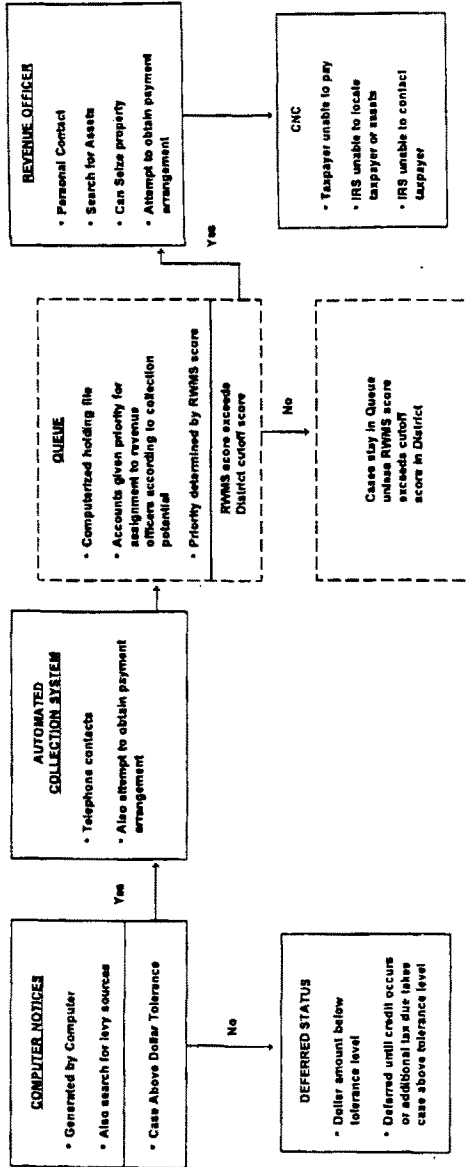 COMPUTER NOTICES
• Generated by Computer
• Also search for levy sources
• Case Above Dollar Tolerance
Yes
No
DEFERRED STATUS
• Dollar amount below
tolerance level
• Deferred until credit occurs
or additional tax due takes
case above tolerance level
AUTOMATED
COLLECTION SYSTEM
• Telephone contacts
• Also attempt to obtain payment
arrangement
QUEUE
• Computerized holding file
• Accounts given priority for
assignment to revenue
officers according to collection
potential
• Priority determined by RWMS score
RWMS score exceeds
District cutoff score
Yes
No
Cases stay in Queue
unless RWMS score
exceeds cutoff
score in District
REVENUE OFFICER
• Personal Contact
• Search for Assets
• Can Seize property
• Attempt to obtain payment
arrangement
CNC
• Taxpayer unable to pay
• IRS unable to locate
taxpayer or assets
• IRS unable to contact
taxpayer